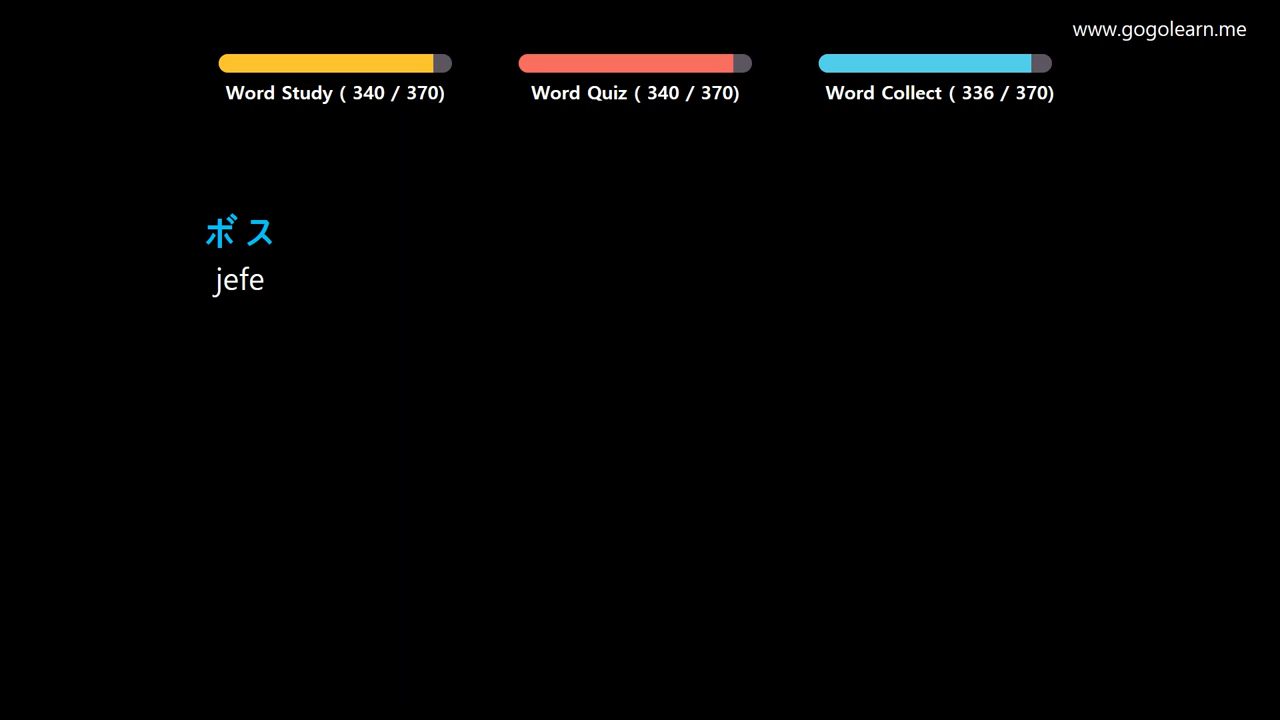 www.gogolearn.me
Word Study ( 340 / 370)
Word Quiz ( 340 / 370)
Word Collect ( 336 / 370)
ボス
jefe